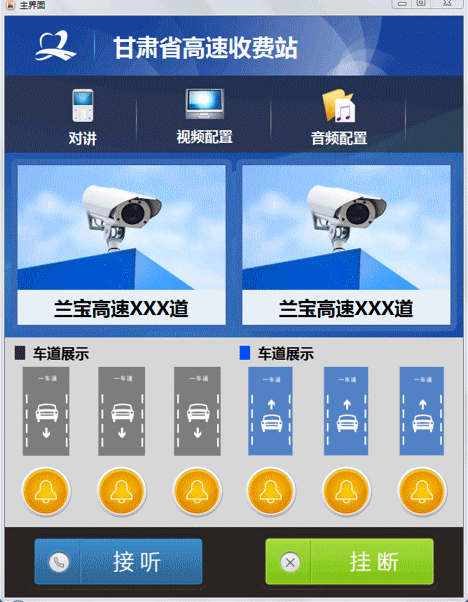 主界面
甘肃省高速收费站
对讲
视频配置
音频配置
兰宝高速XXX道
兰宝高速XXX道
车道展示
车道展示
一车道
一车道
一车道
一车道
一车道
一车道
接听
挂断